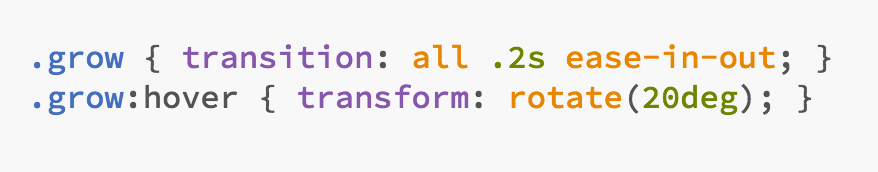 .grow { transition: all .2s ease-in-out; }
.grow:hover { transform: rotate(20deg); }